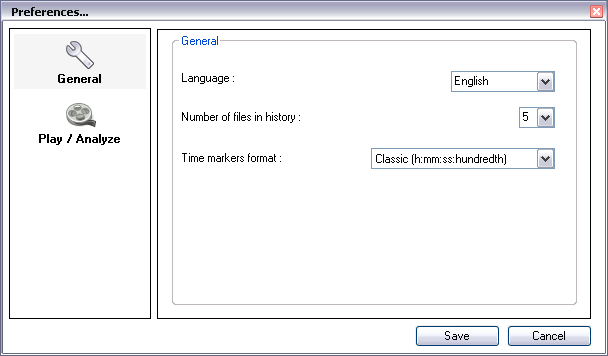 Preferences...
General
Play / Analyze
General
Language :
English
Number of files in history :
5
Time markers format :
Classic (h:mm:ss:hundredth)
Save
Cancel